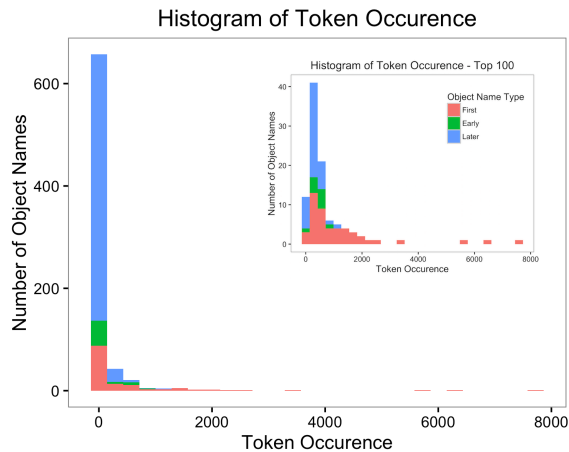 Histogram of Token Occurence
Number of Object Names
600
400
200
0
0 2000 4000 6000 8000
Token Occurence
Histogram of Token Occurence - Top 100
Number of Object Names
40
30
20
10
0
0 2000 4000 6000 8000
Token Occurence
Object Name Type
First
Early
Later